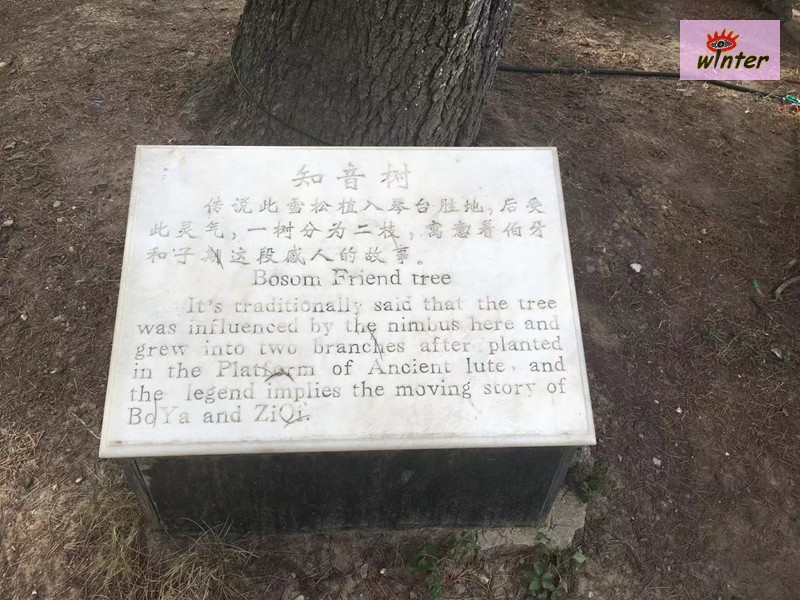 winter
知音树
传说此雪松植入琴台胜地，后受
此灵气，一树分为二枝，寓意着伯牙
和子期这段感人的故事。
Bosom Friend tree
It's traditionally said that the tree
was influenced by the nimbus here and
grew into two branches after planted
in the Platform of Ancient lute, and
the legend implies the moving story of
BoYa and ZiQi.